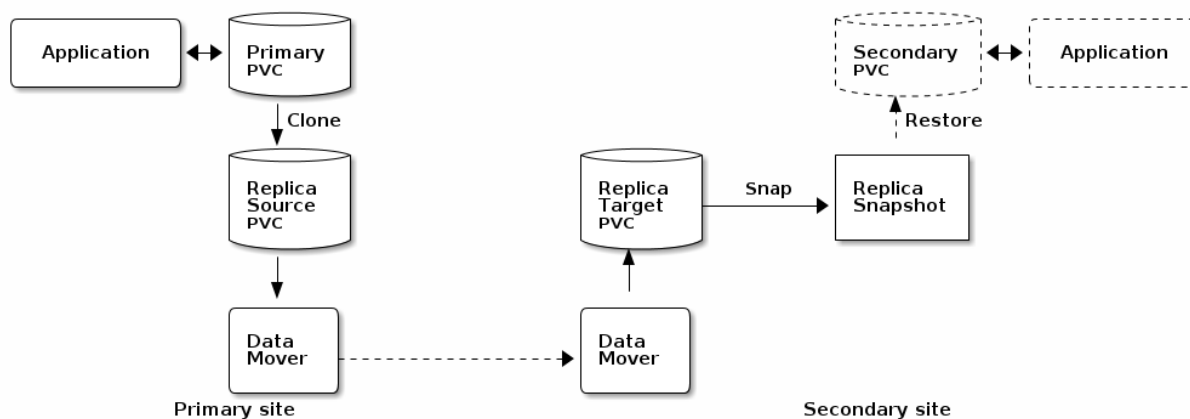 Application
Primary
PVC
Secondary
PVC
Application
Clone
Restore
Replica
Source
PVC
Replica
Target
PVC
Snap
Replica
Snapshot
Data
Mover
Data
Mover
Primary site
Secondary site